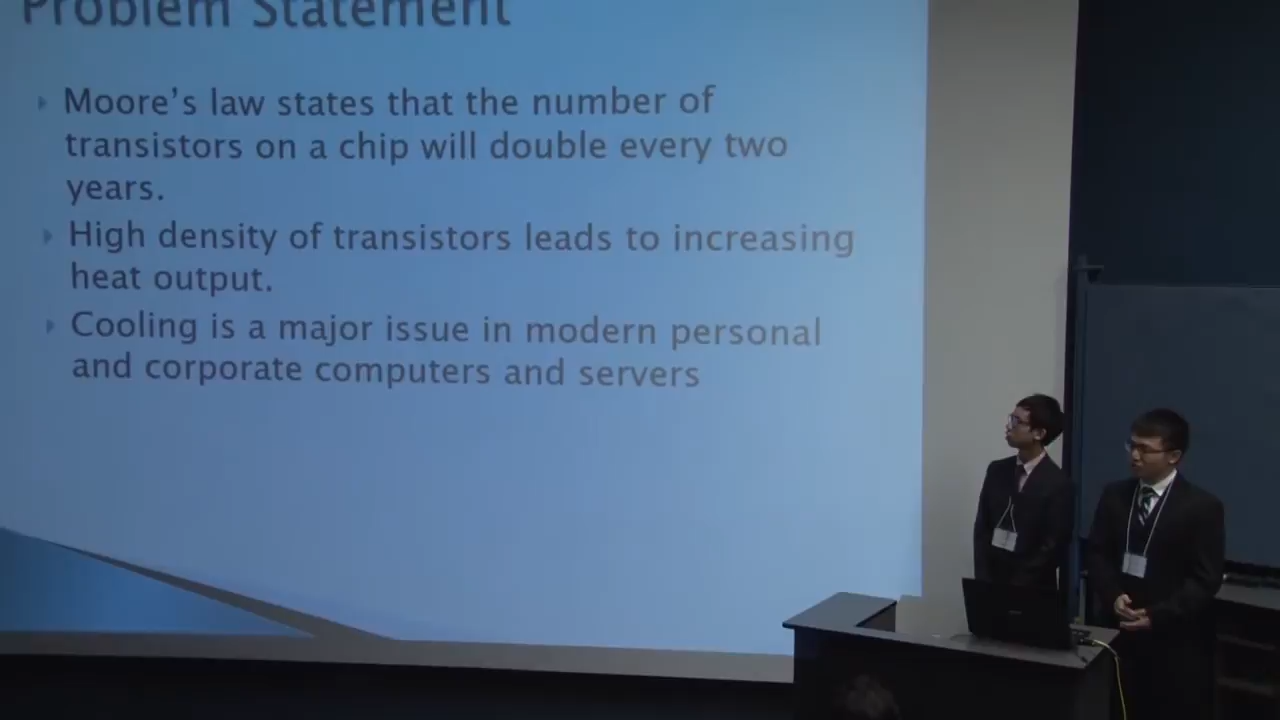 Problem Statement
Moore's law states that the number of
transistors on a chip will double every two
years.
High density of transistors leads to increasing
heat output.
Cooling is a major issue in modern personal
and corporate computers and servers